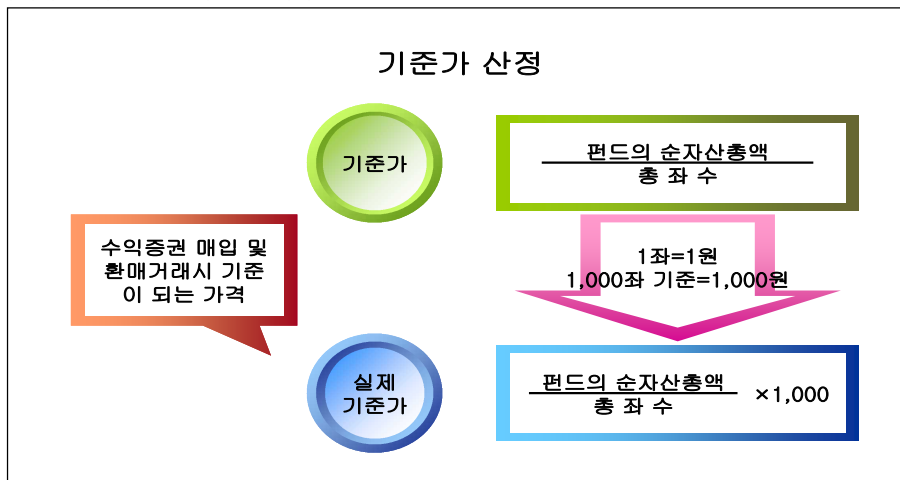 기준가 산정
기준가
펀드의 순자산총액
총 좌 수
수익증권 매입 및
환매거래시 기준
이 되는 가격
1좌=1원
1,000좌 기준=1,000원
실제
기준가
펀드의 순자산총액
총 좌 수
×1,000